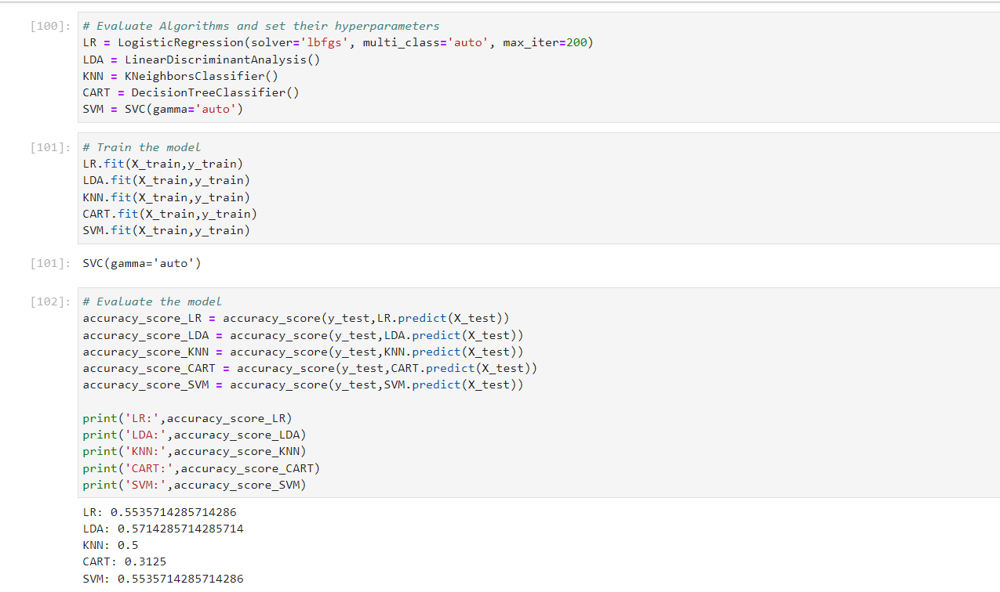 [100]: # Evaluate Algorithms and set their hyperparameters
LR = LogisticRegression(solver='lbfgs', multi_class='auto', max_iter=200)
LDA = LinearDiscriminantAnalysis()
KNN = KNeighborsClassifier()
CART = DecisionTreeClassifier()
SVM = SVC(gamma='auto')
[101]: # Train the model
LR.fit(X_train,y_train)
LDA.fit(X_train,y_train)
KNN.fit(X_train,y_train)
CART.fit(X_train,y_train)
SVM.fit(X_train,y_train)
[101]: SVC(gamma='auto')
[102]: # Evaluate the model
accuracy_score_LR = accuracy_score(y_test,LR.predict(X_test))
accuracy_score_LDA = accuracy_score(y_test,LDA.predict(X_test))
accuracy_score_KNN = accuracy_score(y_test,KNN.predict(X_test))
accuracy_score_CART = accuracy_score(y_test,CART.predict(X_test))
accuracy_score_SVM = accuracy_score(y_test,SVM.predict(X_test))
print('LR:',accuracy_score_LR)
print('LDA:',accuracy_score_LDA)
print('KNN:',accuracy_score_KNN)
print('CART:',accuracy_score_CART)
print('SVM:',accuracy_score_SVM)
LR: 0.5535714285714286
LDA: 0.5714285714285714
KNN: 0.5
CART: 0.3125
SVM: 0.5535714285714286